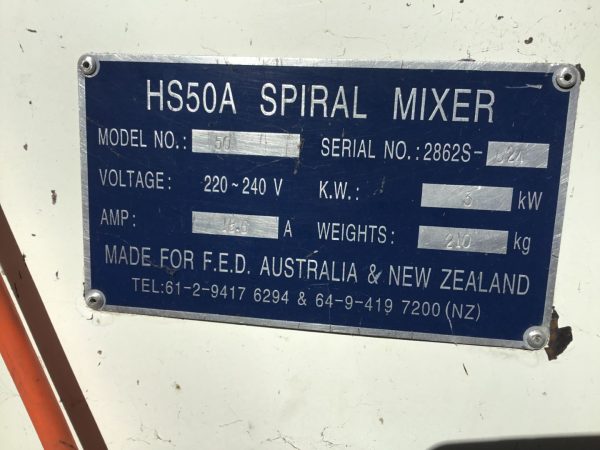 HS50A SPIRAL MIXER
MODEL NO.: 50 SERIAL NO.: 2862S-
VOLTAGE: 220~240 V K.W.: 3 kW
AMP: A WEIGHTS: 210 kg
MADE FOR F.E.D. AUSTRALIA & NEW ZEALAND
TEL:61-2-9417 6294 & 64-9-419 7200(NZ)